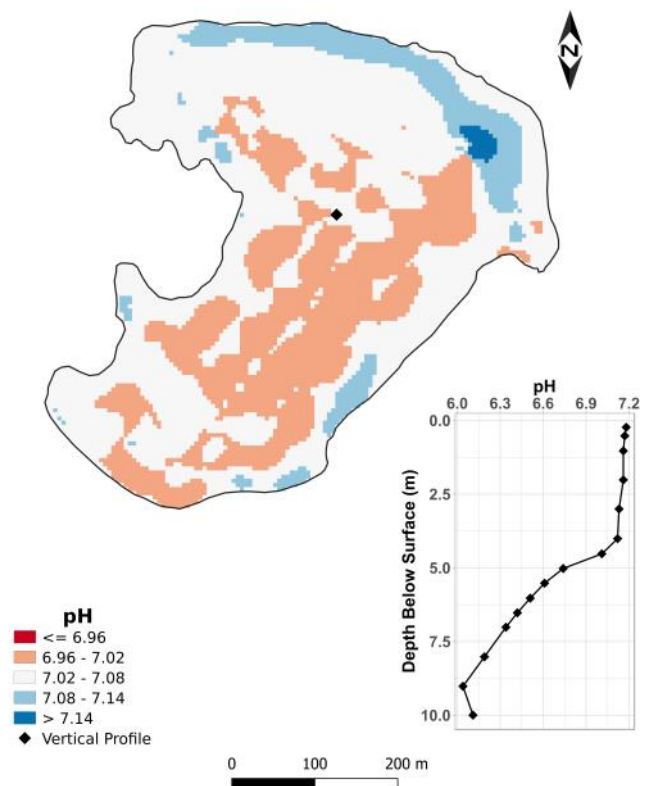 N
pH
6.0 6.3 6.6 6.9 7.2
0.0
2.5
5.0
7.5
10.0
Depth Below Surface (m)
pH
<= 6.96
6.96 - 7.02
7.02 - 7.08
7.08 - 7.14
> 7.14
Vertical Profile
0 100 200 m